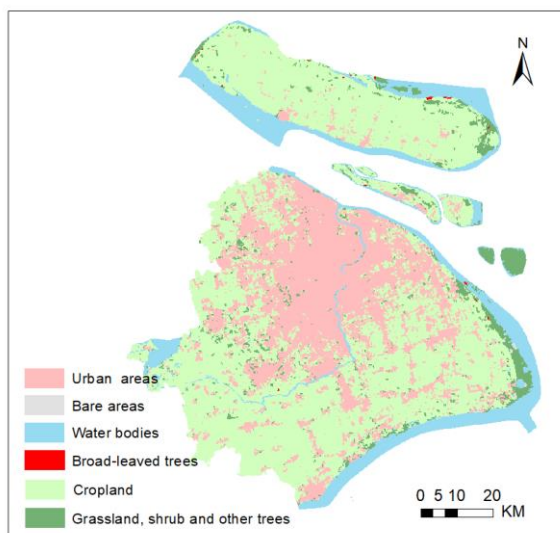 N
Urban areas
Bare areas
Water bodies
Broad-leaved trees
Cropland
Grassland, shrub and other trees
0 5 10 20
KM